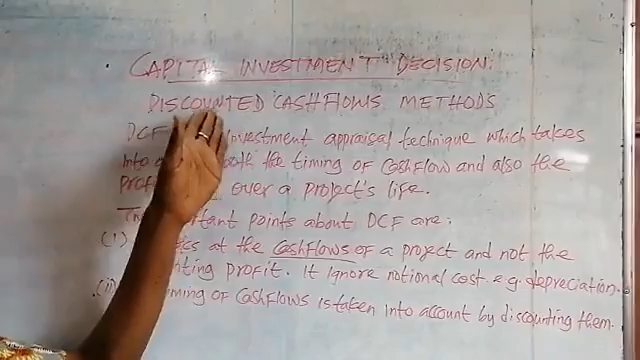 CAPITAL INVESTMENT DECISION:
DISCOUNTED CASHFLOWS METHODS
DCF investment appraisal technique which takes
into both the timing of Cashflow and also the
over a project's life.
points about DCF are:
(i) at the CashFlows of a project and not the
profit. It ignore notional cost e.g. depreciation.
(ii) of CashFlows is taken into account by discounting them.